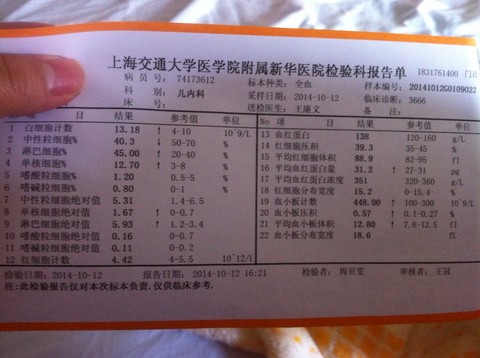 上海交通大学医学院附属新华医院检验科报告单 1831761400 门诊
病 员 号: 74173612 标本种类: 全血 样本编号: 20141012G0109022
科 别: 儿内科 采样日期: 2014-10-12 临床诊断: 3666
床 号: 送检医生: 王廉文 备 注:
项目 结果 参考值 单位 项目 结果 参考值 单位
1 白细胞计数 13.18 ↑ 4-10 10^9/L 13 血红蛋白 138 120-160 g/L
2 中性粒细胞% 40.3 ↓ 50-70 % 14 红细胞压积 39.3 35-45 %
3 淋巴细胞% 45.00 ↑ 20-40 % 15 平均红细胞体积 88.9 82-95 fl
4 单核细胞% 12.70 ↑ 3-8 % 16 平均血红蛋白量 31.2 ↑ 27-31 pg
5 嗜酸粒细胞% 1.20 0.5-5 % 17 平均血红蛋白浓度 351 320-360 g/L
6 嗜碱粒细胞% 0.80 0-1 % 18 红细胞分布宽度 15.2 0-15.4 %
7 中性粒细胞绝对值 5.31 1.4-6.5 19 血小板计数 448.00 ↑ 100-300 10^9/L
8 单核细胞绝对值 1.67 ↑ 0-0.7 20 血小板压积 0.57 ↑ 0.1-0.27 %
9 淋巴细胞绝对值 5.93 ↑ 1.2-3.4 21 平均血小板体积 12.80 ↑ 7.8-12.5 fl
10 嗜酸粒细胞绝对值 0.16 0-0.7 22 血小板分布宽度 18.6 fL
11 嗜碱粒细胞绝对值 0.11 0-0.2
12 红细胞计数 4.42 4-5.5 10^12/l
检验日期: 2014-10-12 报告日期: 2014-10-12 16:21 检验者: 周贝雯 审核者: 王冠
注:此检验报告仅对本次标本负责,仅供临床参考.